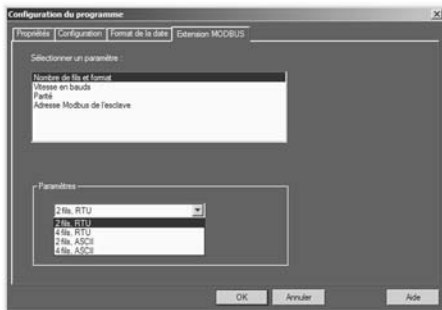 Configuration du programme
Propriétés Configuration Format de la date Extension MODBUS
Sélectionner un paramètre :
Nombre de fils et format
Vitesse en bauds
Parité
Adresse Modbus de l'esclave
Paramètres
2 fils, RTU
2 fils, RTU
4 fils, RTU
2 fils, ASCII
4 fils, ASCII
OK Annuler Aide